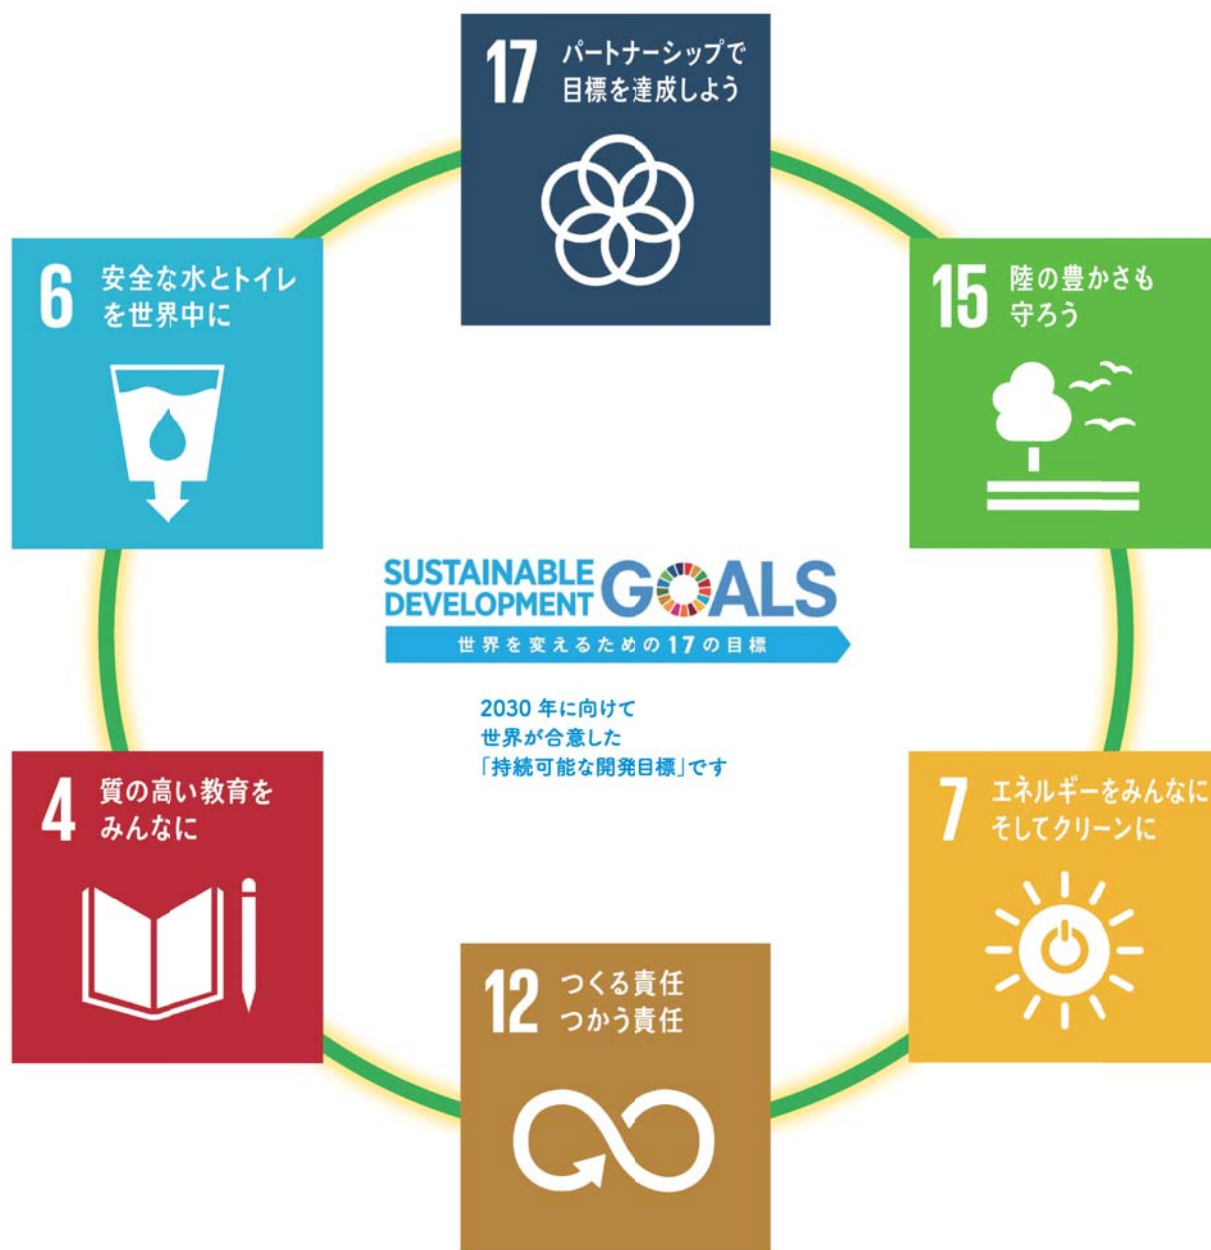 17
パートナーシップで
目標を達成しよう
6
安全な水とトイレ
を世界中に
15
陸の豊かさも
守ろう
SUSTAINABLE
DEVELOPMENT
GOALS
世界を変えるための17の目標
2030 年に向けて
世界が合意した
「持続可能な開発目標」です
4
質の高い教育を
みんなに
7
エネルギーをみんなに
そしてクリーンに
12
つくる責任
つかう責任